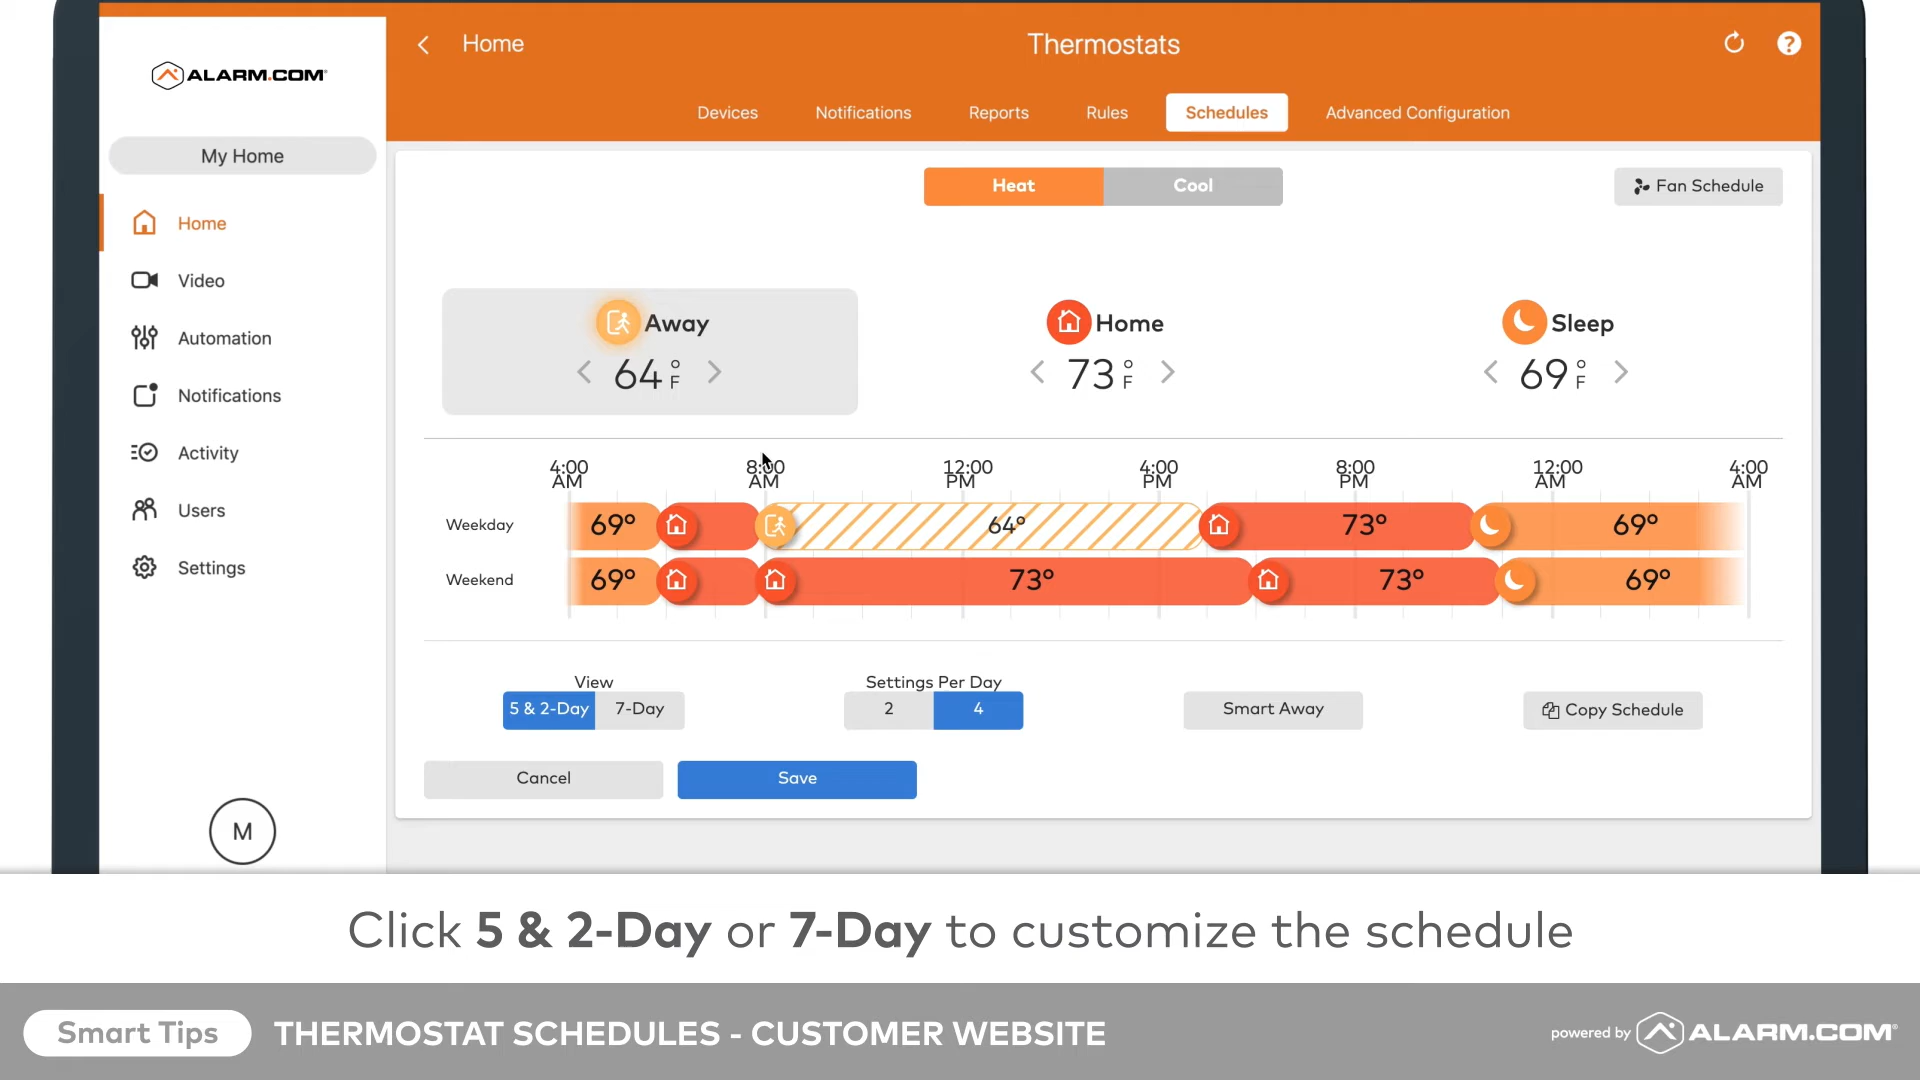 ALARM.COM
Home
Thermostats
?
Devices
Notifications
Reports
Rules
Schedules
Advanced Configuration
My Home
Home
Video
Automation
Notifications
Activity
Users
Settings
M
Heat
Cool
Fan Schedule
Away
64 °F
Home
73 °F
Sleep
69 °F
4:00 AM
8:00 AM
12:00 PM
4:00 PM
8:00 PM
12:00 AM
4:00 AM
Weekday
69°
64°
73°
69°
Weekend
69°
73°
73°
69°
View
5 & 2-Day
7-Day
Settings Per Day
2
4
Smart Away
Copy Schedule
Cancel
Save
Click 5 & 2-Day or 7-Day to customize the schedule
Smart Tips
THERMOSTAT SCHEDULES - CUSTOMER WEBSITE
powered by ALARM.COM®